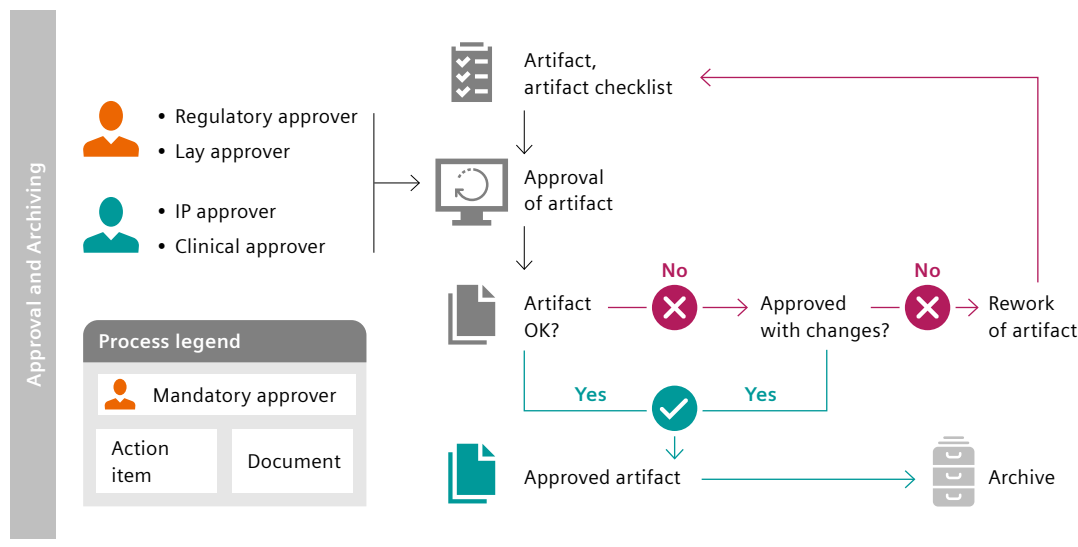 Approval and Archiving
Artifact,
artifact checklist
• Regulatory approver
• Lay approver
Approval
of artifact
• IP approver
• Clinical approver
No
No
Artifact
OK?
Approved
with changes?
Rework
of artifact
Process legend
Mandatory approver
Yes
Yes
Action
item
Document
Approved artifact
Archive